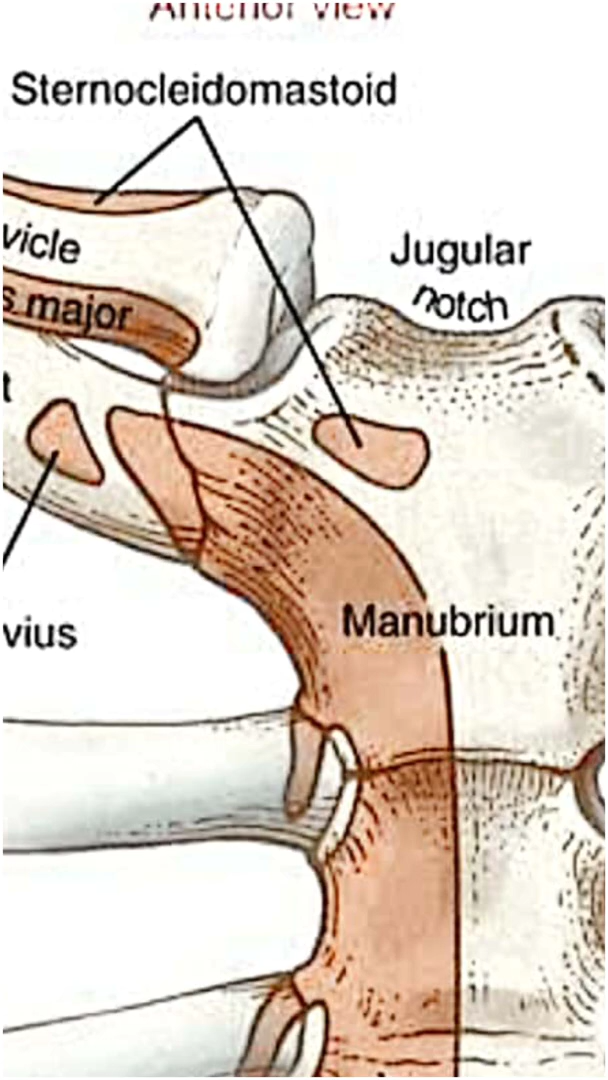 Anterior view
Sternocleidomastoid
vicle
Jugular
notch
s major
t
Manubrium
vius